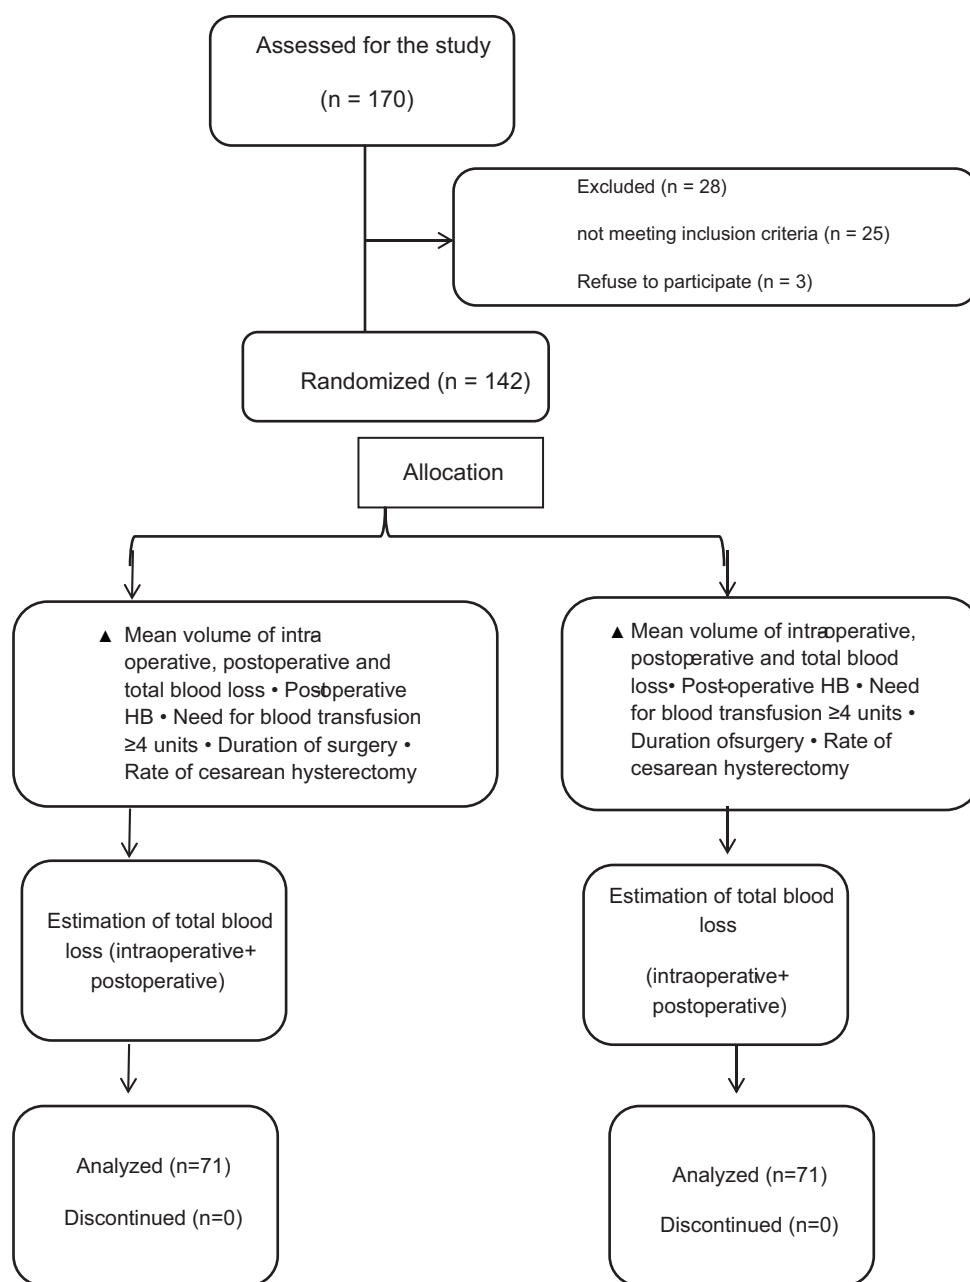 Assessed for the study
(n = 170)
Excluded (n = 28)
not meeting inclusion criteria (n = 25)
Refuse to participate (n = 3)
Randomized (n = 142)
Allocation
▲ Mean volume of intra
operative, postoperative and
total blood loss • Post-operative
HB • Need for blood transfusion
≥4 units • Duration of surgery •
Rate of cesarean hysterectomy
▲ Mean volume of intraoperative,
postoperative and total blood
loss• Post-operative HB • Need
for blood transfusion ≥4 units •
Duration ofsurgery • Rate of
cesarean hysterectomy
Estimation of total blood
loss (intraoperative+
postoperative)
Estimation of total blood
loss
(intraoperative+
postoperative)
Analyzed (n=71)
Discontinued (n=0)
Analyzed (n=71)
Discontinued (n=0)